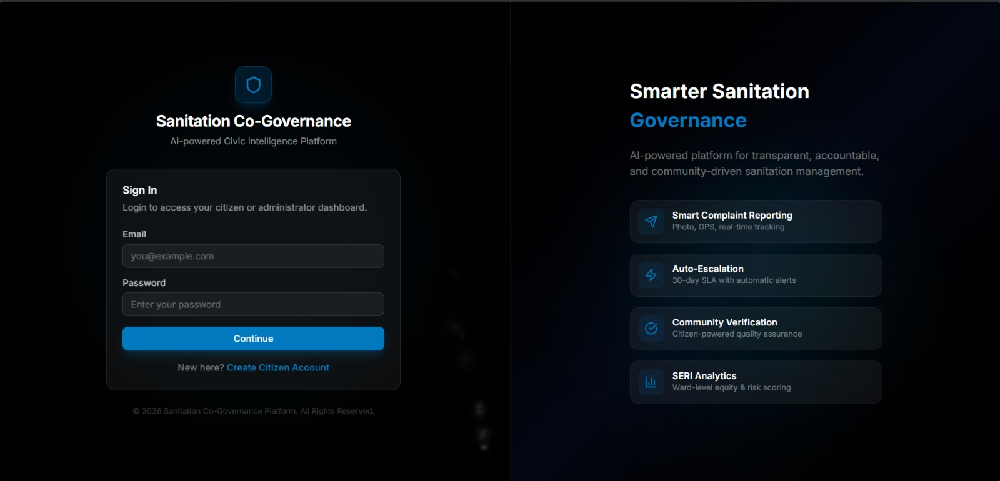 Sanitation Co-Governance
AI-powered Civic Intelligence Platform
Sign In
Login to access your citizen or administrator dashboard.
Email
you@example.com
Password
Enter your password
Continue
New here? Create Citizen Account
© 2026 Sanitation Co-Governance Platform. All Rights Reserved.
Smarter Sanitation
Governance
AI-powered platform for transparent, accountable,
and community-driven sanitation management.
Smart Complaint Reporting
Photo, GPS, real-time tracking
Auto-Escalation
30-day SLA with automatic alerts
Community Verification
Citizen-powered quality assurance
SERI Analytics
Ward-level equity & risk scoring